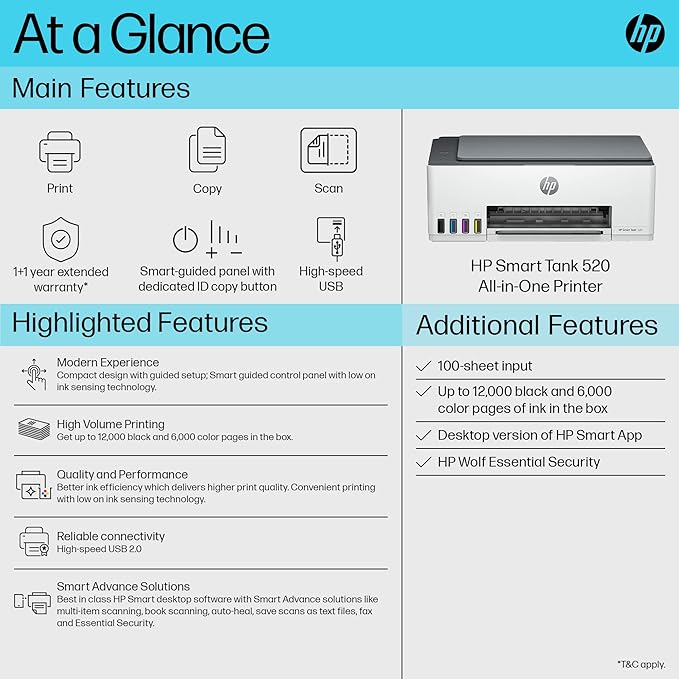 At a Glance
hp
Main Features
Print
Copy
Scan
1+1 year extended
warranty*
Smart-guided panel with
dedicated ID copy button
High-speed
USB
hp
HP Smart Tank 520
All-in-One Printer
Highlighted Features
Modern Experience
Compact design with guided setup; Smart guided control panel with low on
ink sensing technology.
High Volume Printing
Get up to 12,000 black and 6,000 color pages in the box.
Quality and Performance
Better ink efficiency which delivers higher print quality. Convenient printing
with low on ink sensing technology.
Reliable connectivity
High-speed USB 2.0
Smart Advance Solutions
Best in class HP Smart desktop software with Smart Advance solutions like
multi-item scanning, book scanning, auto-heal, save scans as text files, fax
and Essential Security.
Additional Features
100-sheet input
Up to 12,000 black and 6,000
color pages of ink in the box
Desktop version of HP Smart App
HP Wolf Essential Security
*T&C apply.